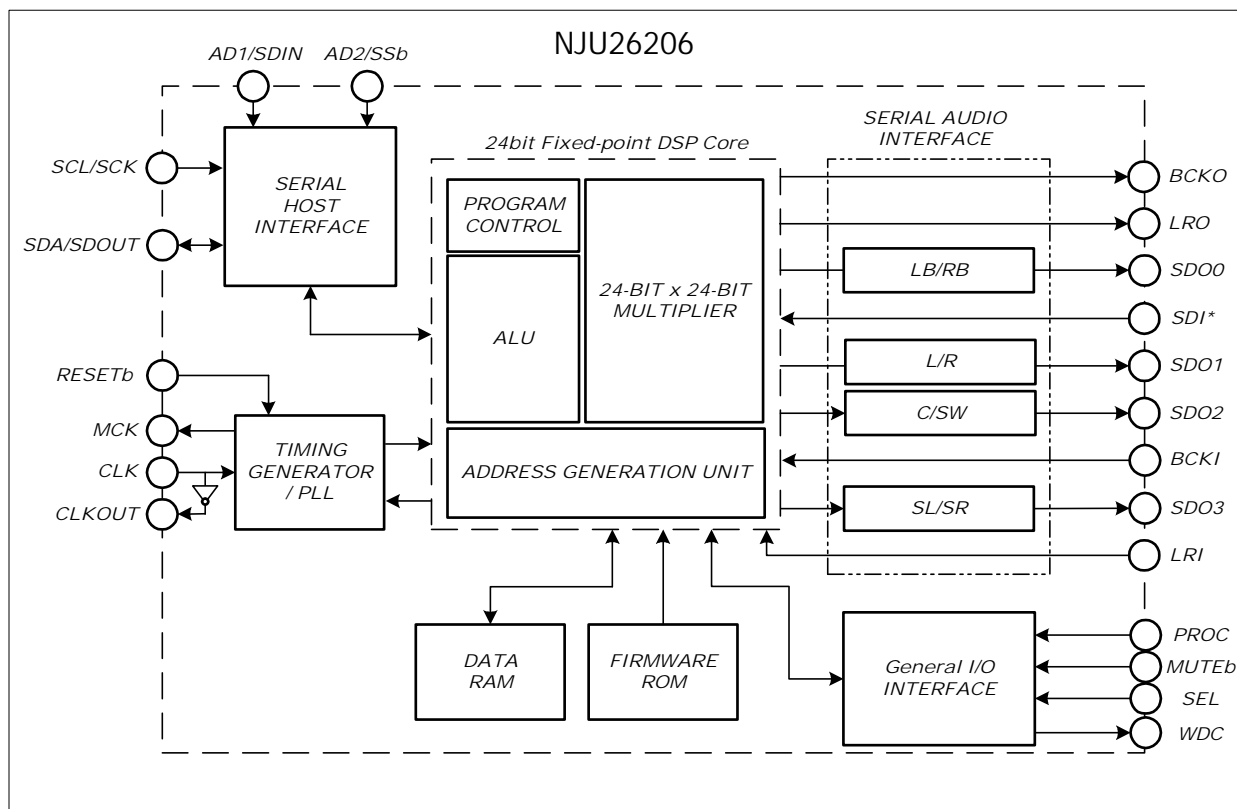 NJU26206
AD1/SDIN
AD2/SSb
SCL/SCK
SDA/SDOUT
SERIAL
HOST
INTERFACE
24bit Fixed-point DSP Core
PROGRAM
CONTROL
ALU
24-BIT x 24-BIT
MULTIPLIER
ADDRESS GENERATION UNIT
SERIAL AUDIO
INTERFACE
LB/RB
L/R
C/SW
SL/SR
BCKO
LRO
SDO0
SDI*
SDO1
SDO2
BCKI
SDO3
LRI
RESETb
MCK
CLK
CLKOUT
TIMING
GENERATOR
/ PLL
DATA
RAM
FIRMWARE
ROM
General I/O
INTERFACE
PROC
MUTEb
SEL
WDC